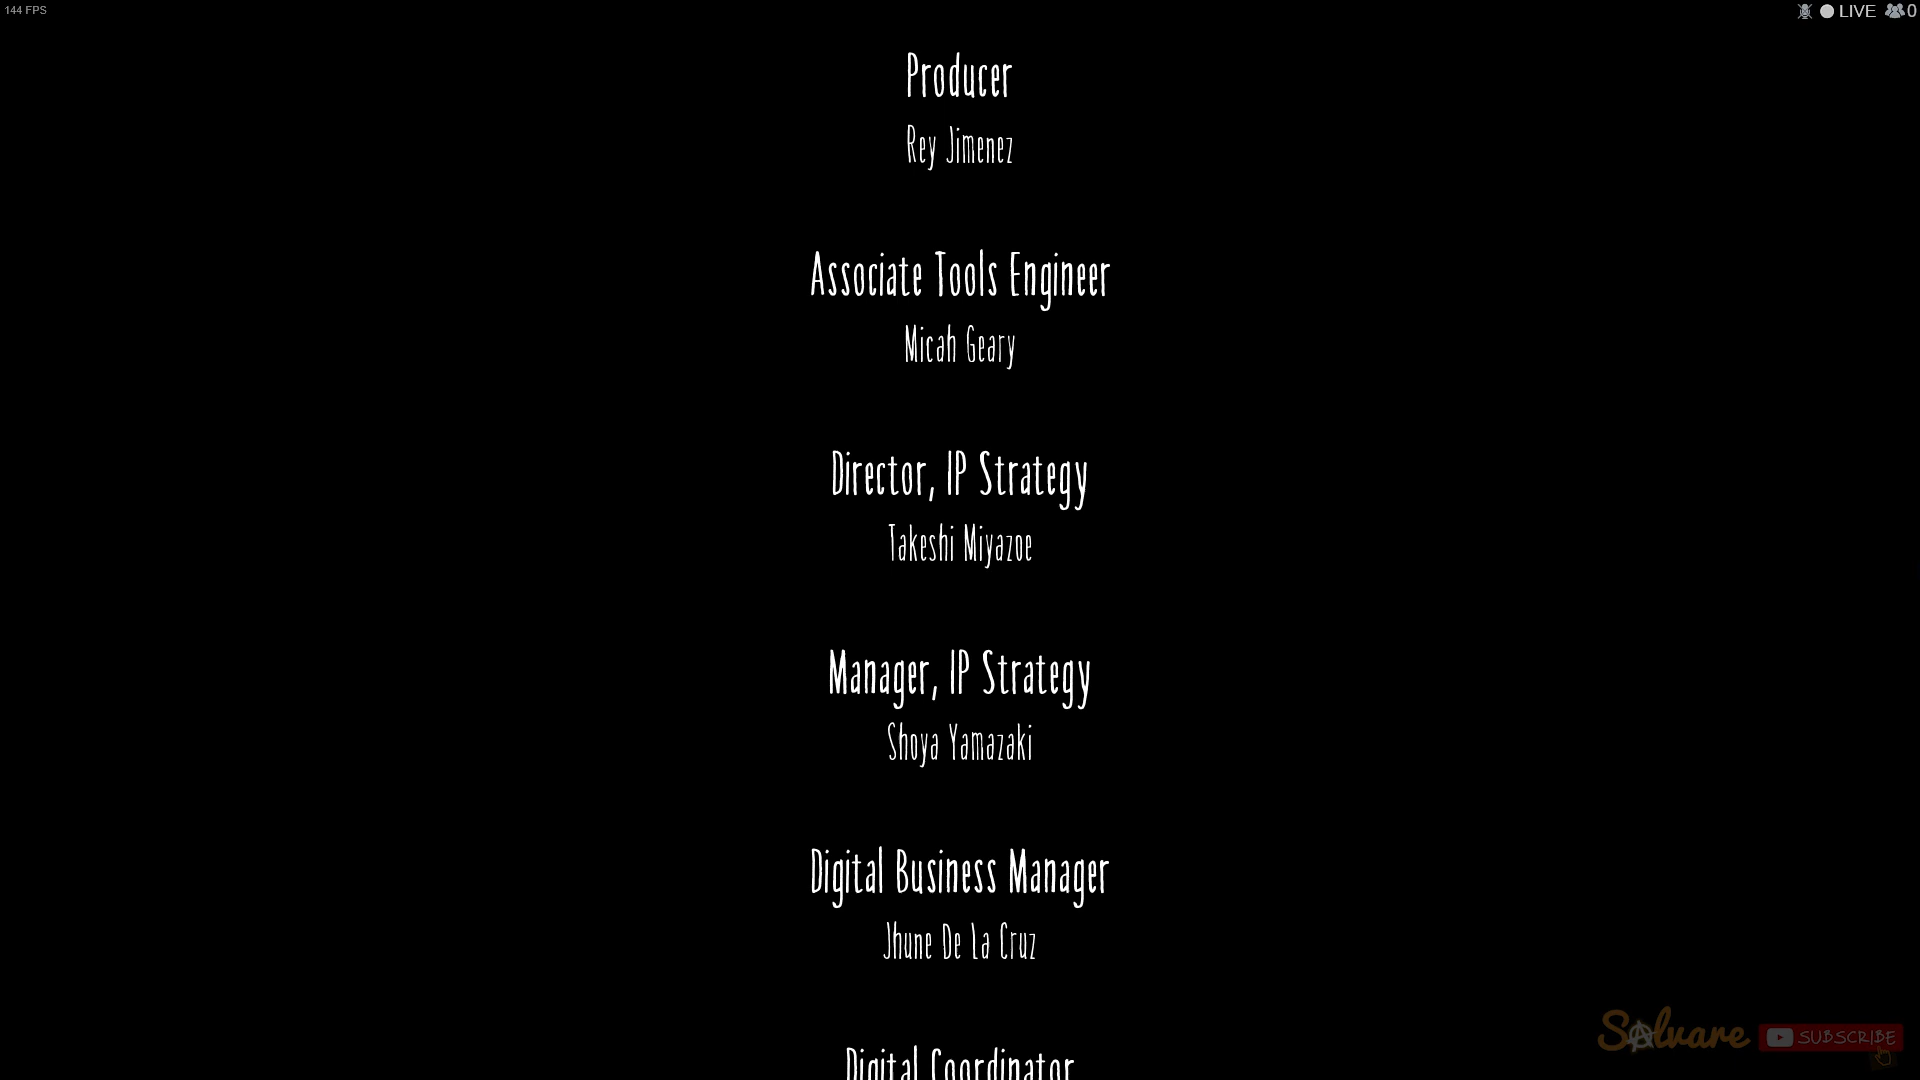 144 FPS
LIVE 0
Producer
Rey Jimenez
Associate Tools Engineer
Micah Geary
Director, IP Strategy
Takeshi Miyazoe
Manager, IP Strategy
Shoya Yamazaki
Digital Business Manager
Jhune De La Cruz
Digital Coordinator
Salvare SUBSCRIBE